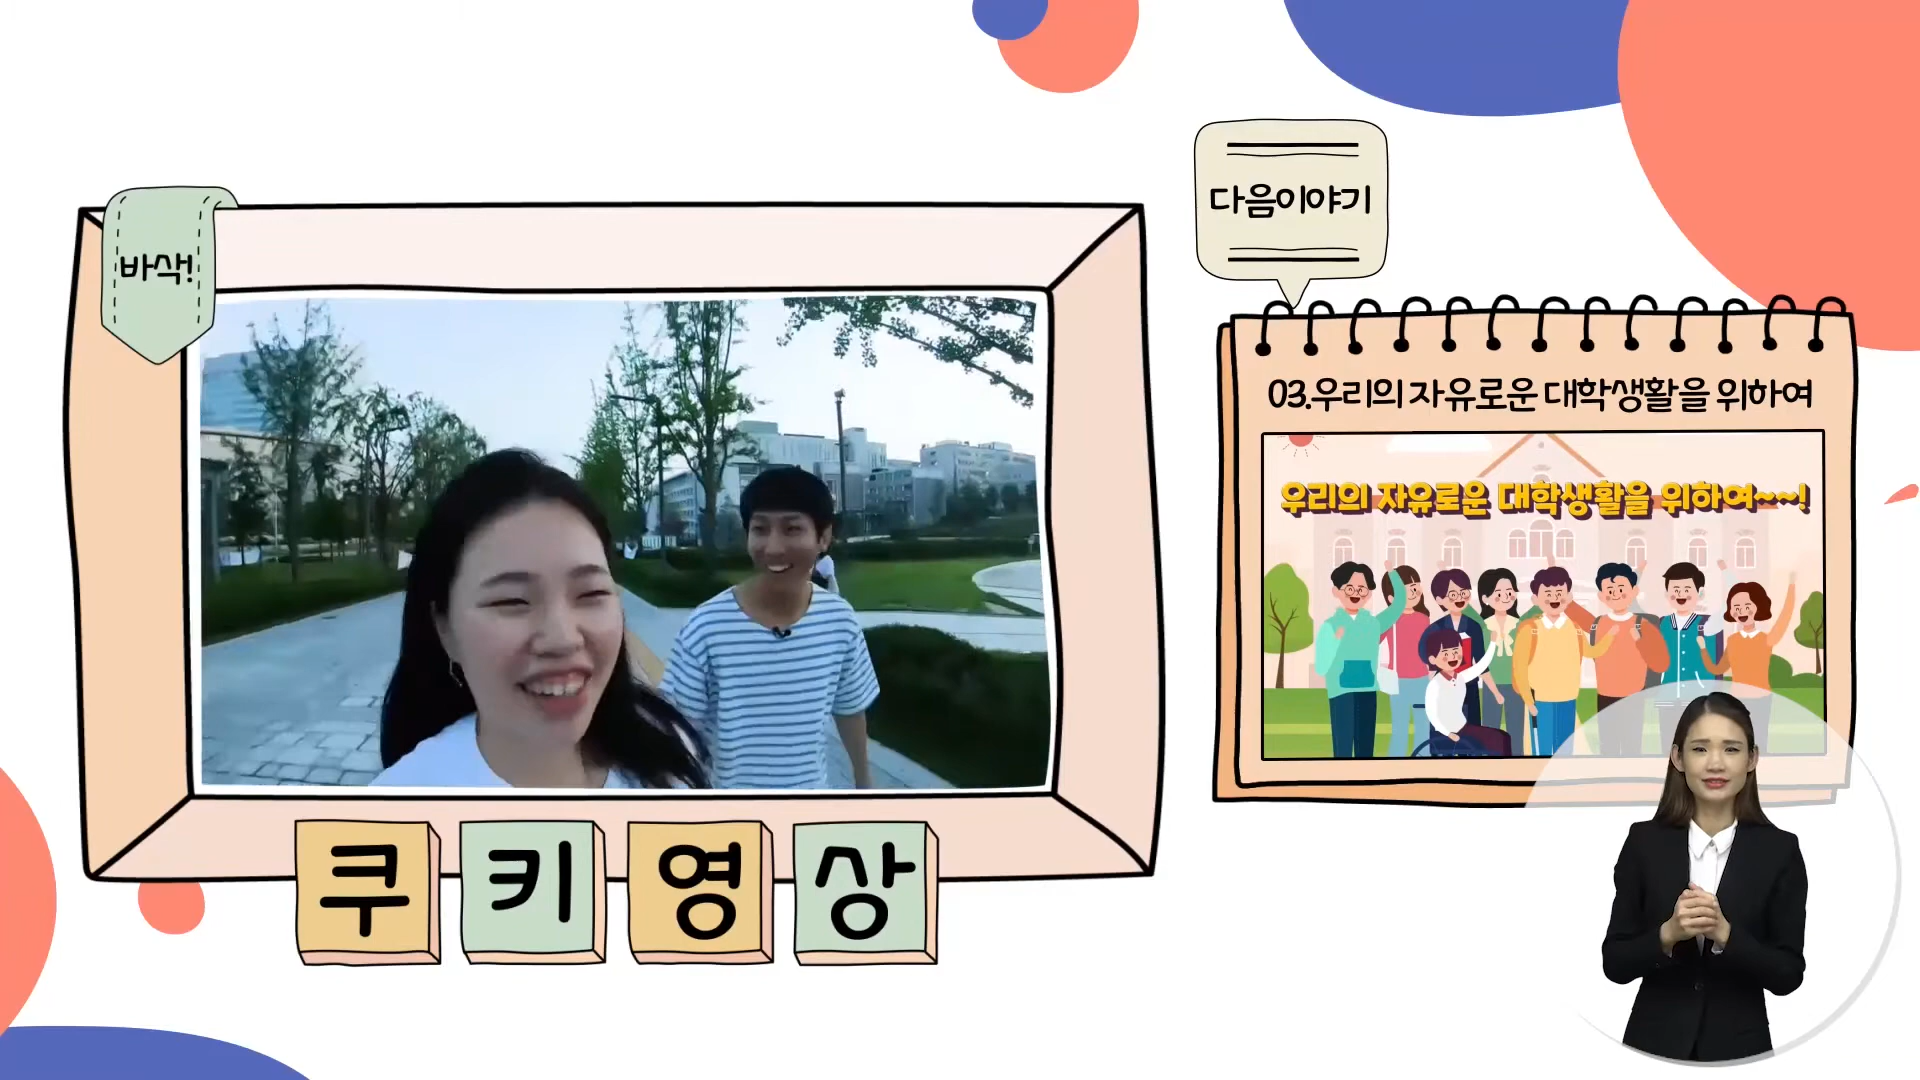 바삭!
쿠키영상
다음이야기
03.우리의 자유로운 대학생활을 위하여
우리의 자유로운 대학생활을 위하여~~!